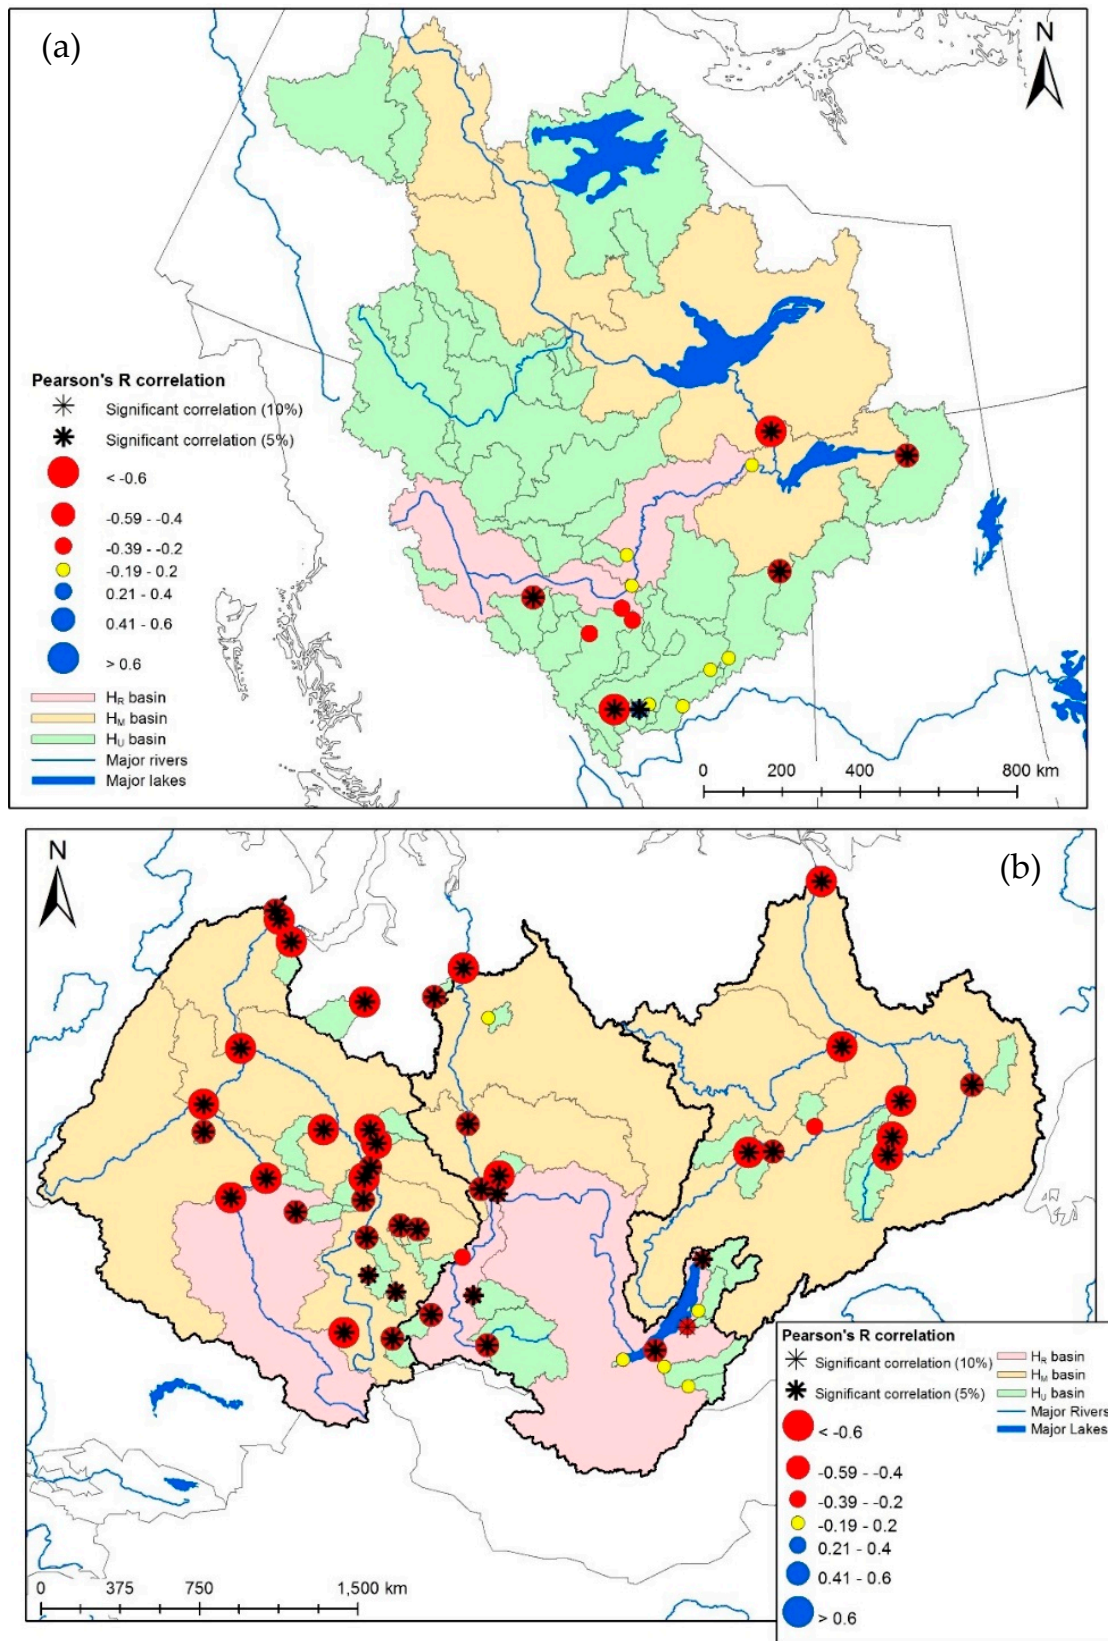 (a)
N
Pearson's R correlation
Significant correlation (10%)
Significant correlation (5%)
< -0.6
-0.59 - -0.4
-0.39 - -0.2
-0.19 - 0.2
0.21 - 0.4
0.41 - 0.6
> 0.6
HR basin
HM basin
HU basin
Major rivers
Major lakes
0 200 400 800 km
N
(b)
Pearson's R correlation
Significant correlation (10%)
Significant correlation (5%)
< -0.6
-0.59 - -0.4
-0.39 - -0.2
-0.19 - 0.2
0.21 - 0.4
0.41 - 0.6
> 0.6
HR basin
HM basin
HU basin
Major Rivers
Major Lakes
0 375 750 1,500 km